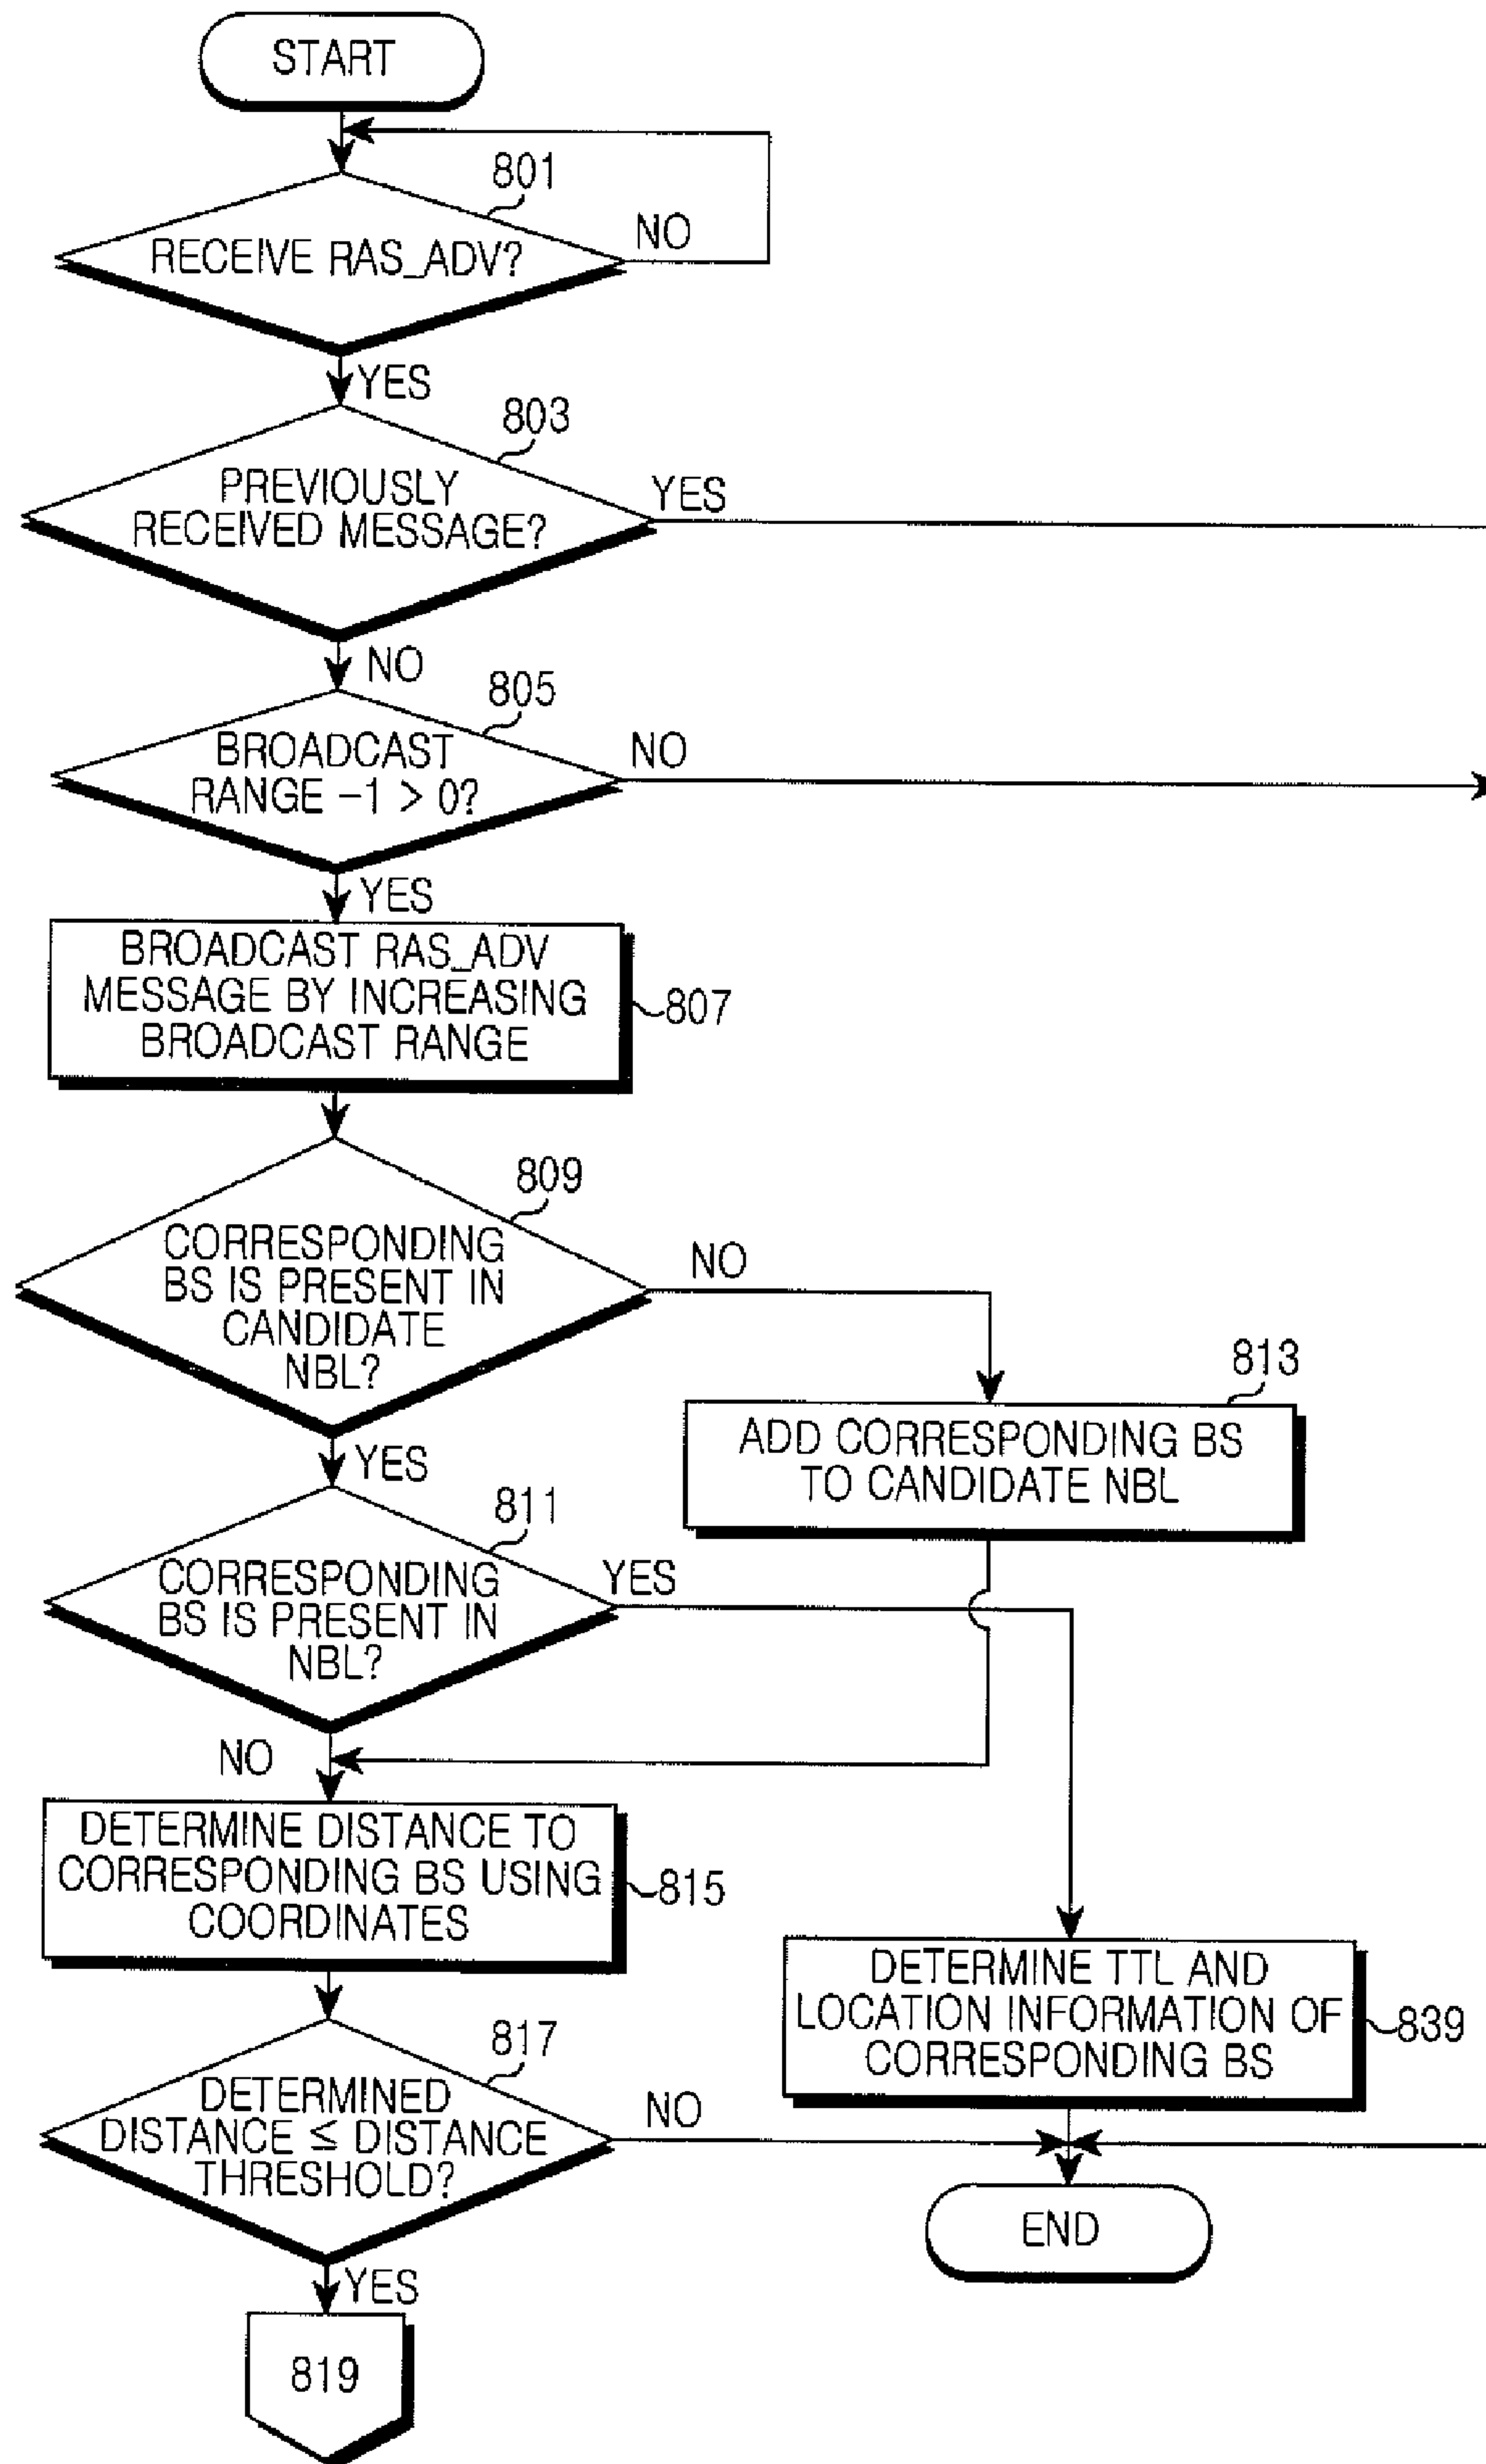 START
801
RECEIVE RAS_ADV?
NO
YES
803
PREVIOUSLY
RECEIVED MESSAGE?
YES
NO
805
BROADCAST
RANGE –1 > 0?
NO
YES
BROADCAST RAS_ADV
MESSAGE BY INCREASING
BROADCAST RANGE
807
809
CORRESPONDING
BS IS PRESENT IN
CANDIDATE
NBL?
NO
YES
813
ADD CORRESPONDING BS
TO CANDIDATE NBL
811
CORRESPONDING
BS IS PRESENT IN
NBL?
YES
NO
DETERMINE DISTANCE TO
CORRESPONDING BS USING
COORDINATES
815
DETERMINE TTL AND
LOCATION INFORMATION OF
CORRESPONDING BS
839
817
DETERMINED
DISTANCE ≤ DISTANCE
THRESHOLD?
NO
YES
END
819